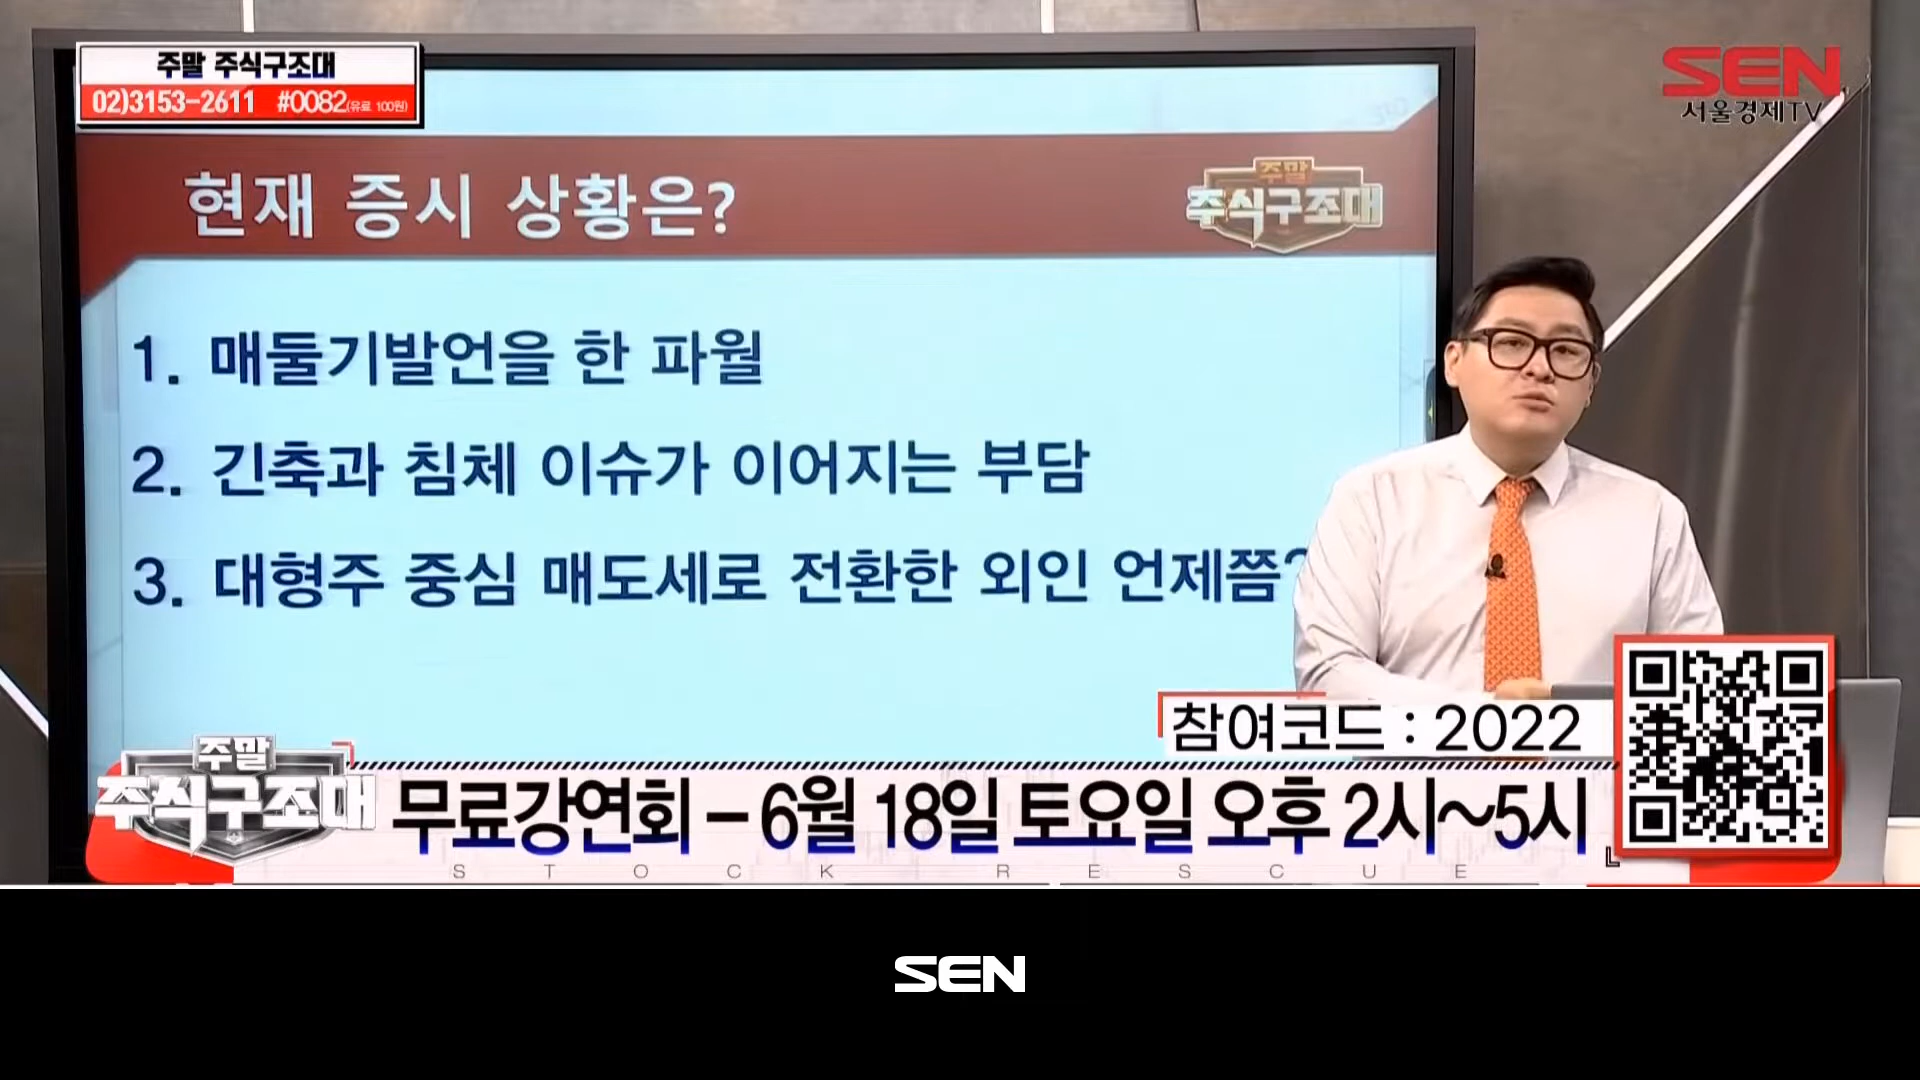 주말 주식구조대
02)3153-2611 #0082(유료 100원)
SEN
서울경제TV
현재 증시 상황은?
주말
주식구조대
1. 매둘기발언을 한 파월
2. 긴축과 침체 이슈가 이어지는 부담
3. 대형주 중심 매도세로 전환한 외인 언제쯤?
참여코드 : 2022
주말
주식구조대
무료강연회 – 6월 18일 토요일 오후 2시~5시
STOCK RESCUE
SEN